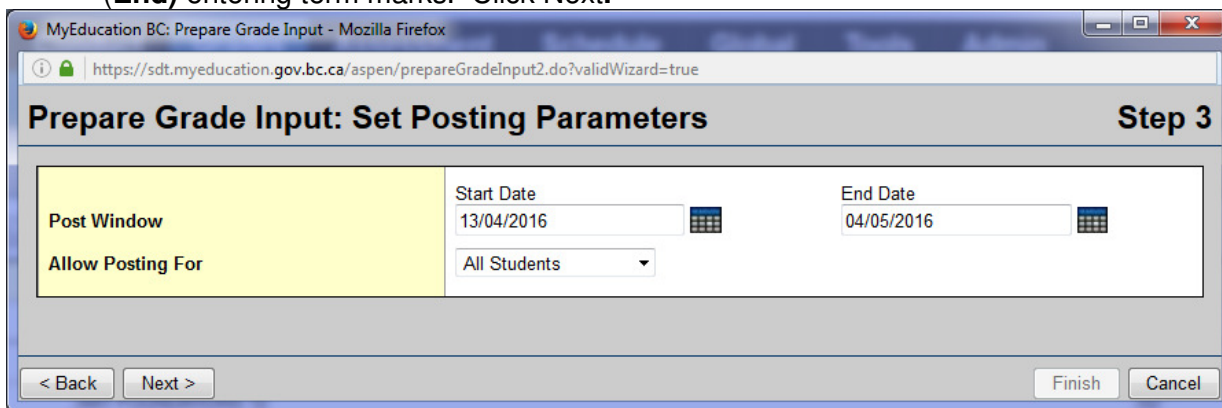 (End) entering term marks. Click Next.
MyEducation BC: Prepare Grade Input - Mozilla Firefox
https://sdt.myeducation.gov.bc.ca/aspen/prepareGradeInput2.do?validWizard=true
Prepare Grade Input: Set Posting Parameters Step 3
Start Date End Date
Post Window 13/04/2016 04/05/2016
Allow Posting For All Students
< Back Next > Finish Cancel